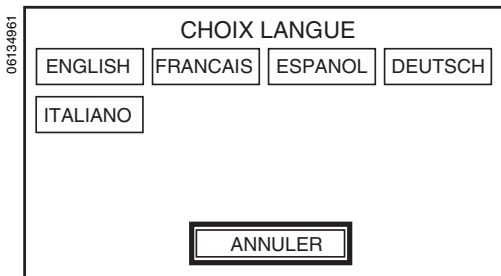 06134961
CHOIX LANGUE
ENGLISH FRANCAIS ESPANOL DEUTSCH
ITALIANO
ANNULER